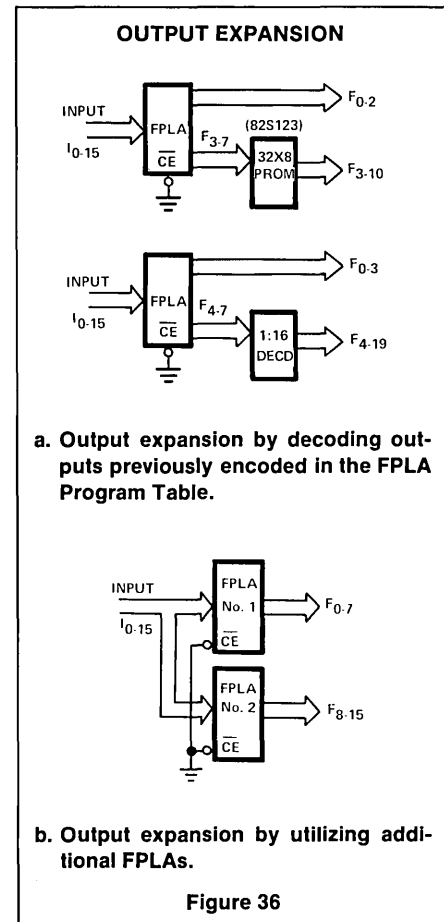 OUTPUT EXPANSION
INPUT
I0-15
FPLA
CE
F0-2
F3-7
(82S123)
32X8
PROM
F3-10
INPUT
I0-15
FPLA
CE
F0-3
F4-7
1:16
DECD
F4-19
a. Output expansion by decoding out-
puts previously encoded in the FPLA
Program Table.
INPUT
I0-15
FPLA
No. 1
CE
F0-7
FPLA
No. 2
CE
F8-15
b. Output expansion by utilizing addi-
tional FPLAs.
Figure 36